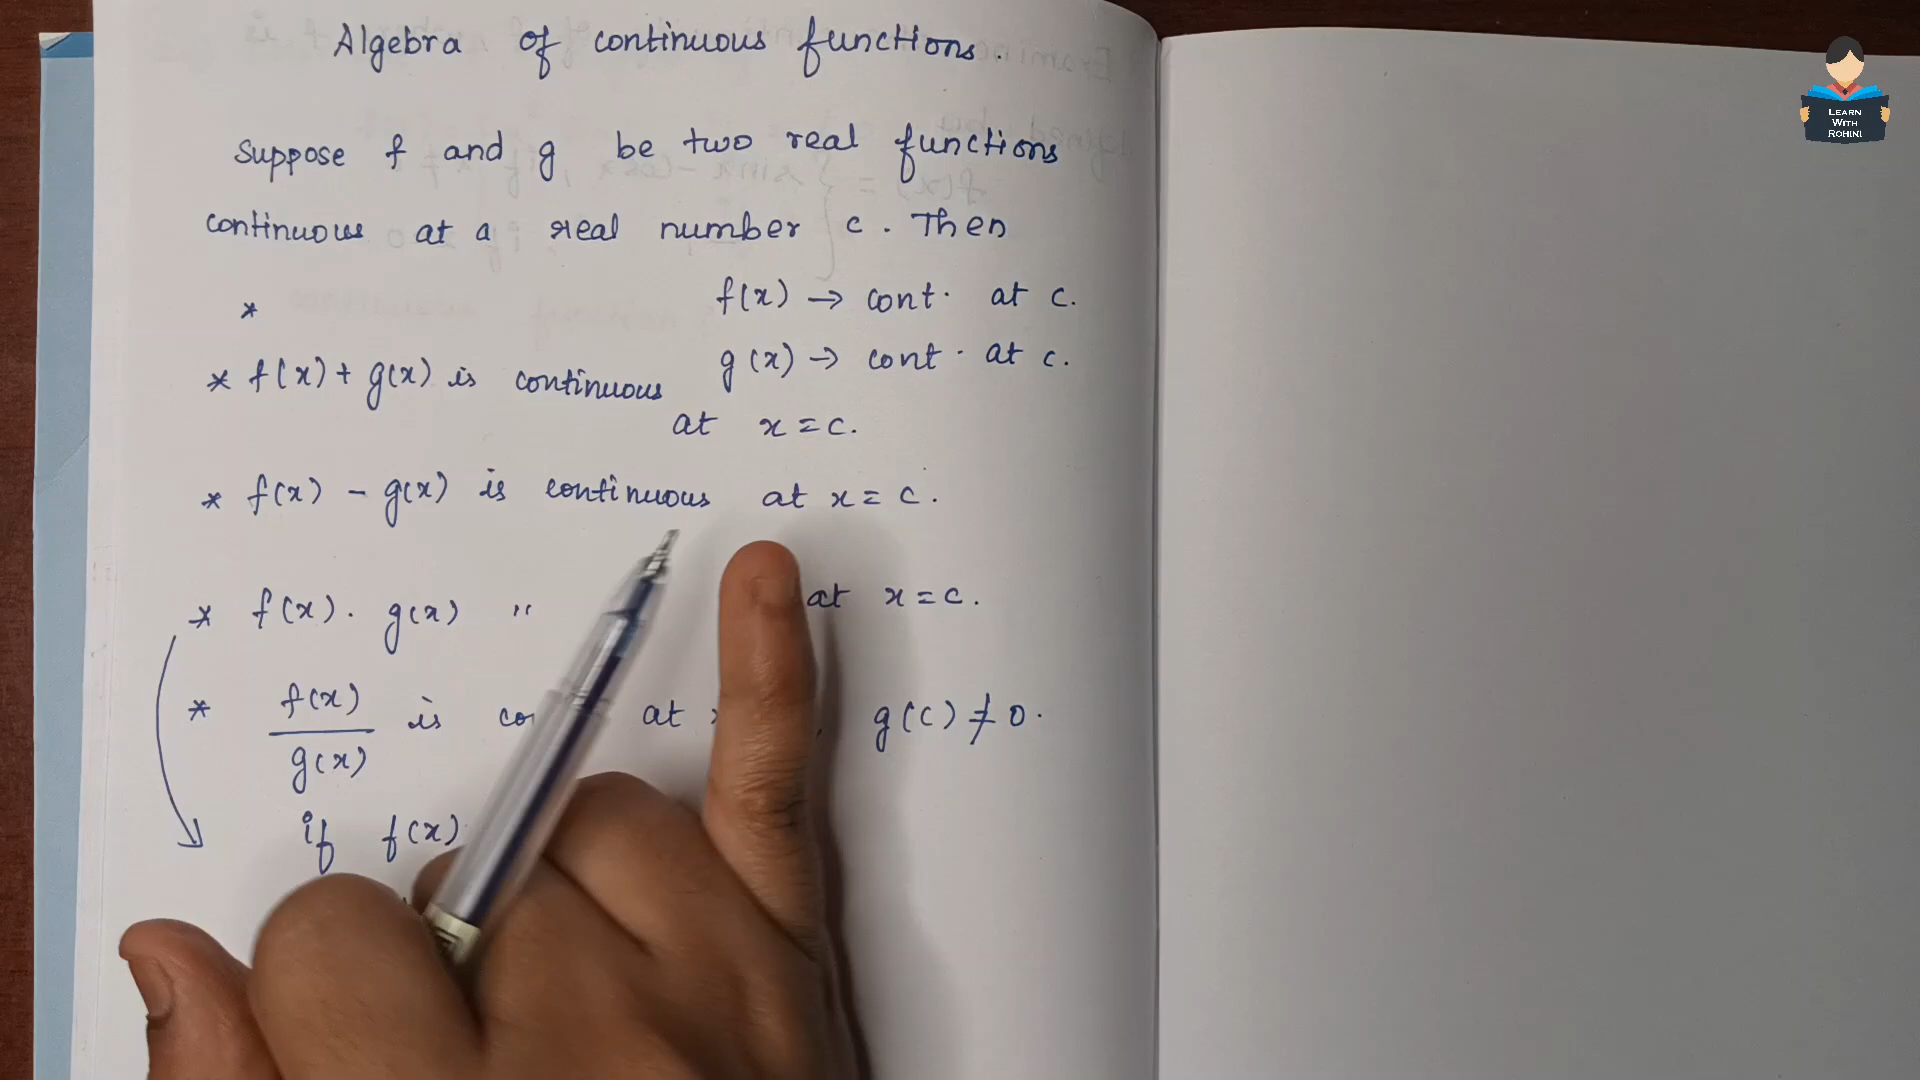 Algebra of continuous functions.
Suppose f and g be two real functions
continuous at a real number c. Then
* f(x) → cont. at c.
g(x) → cont. at c.
* f(x) + g(x) is continuous
at x = c.
* f(x) - g(x) is continuous at x = c.
* f(x). g(x) " at x = c.
* f(x)/g(x) is at g(c) ≠ 0.
if f(x)
LEARN
WITH
ROHINI